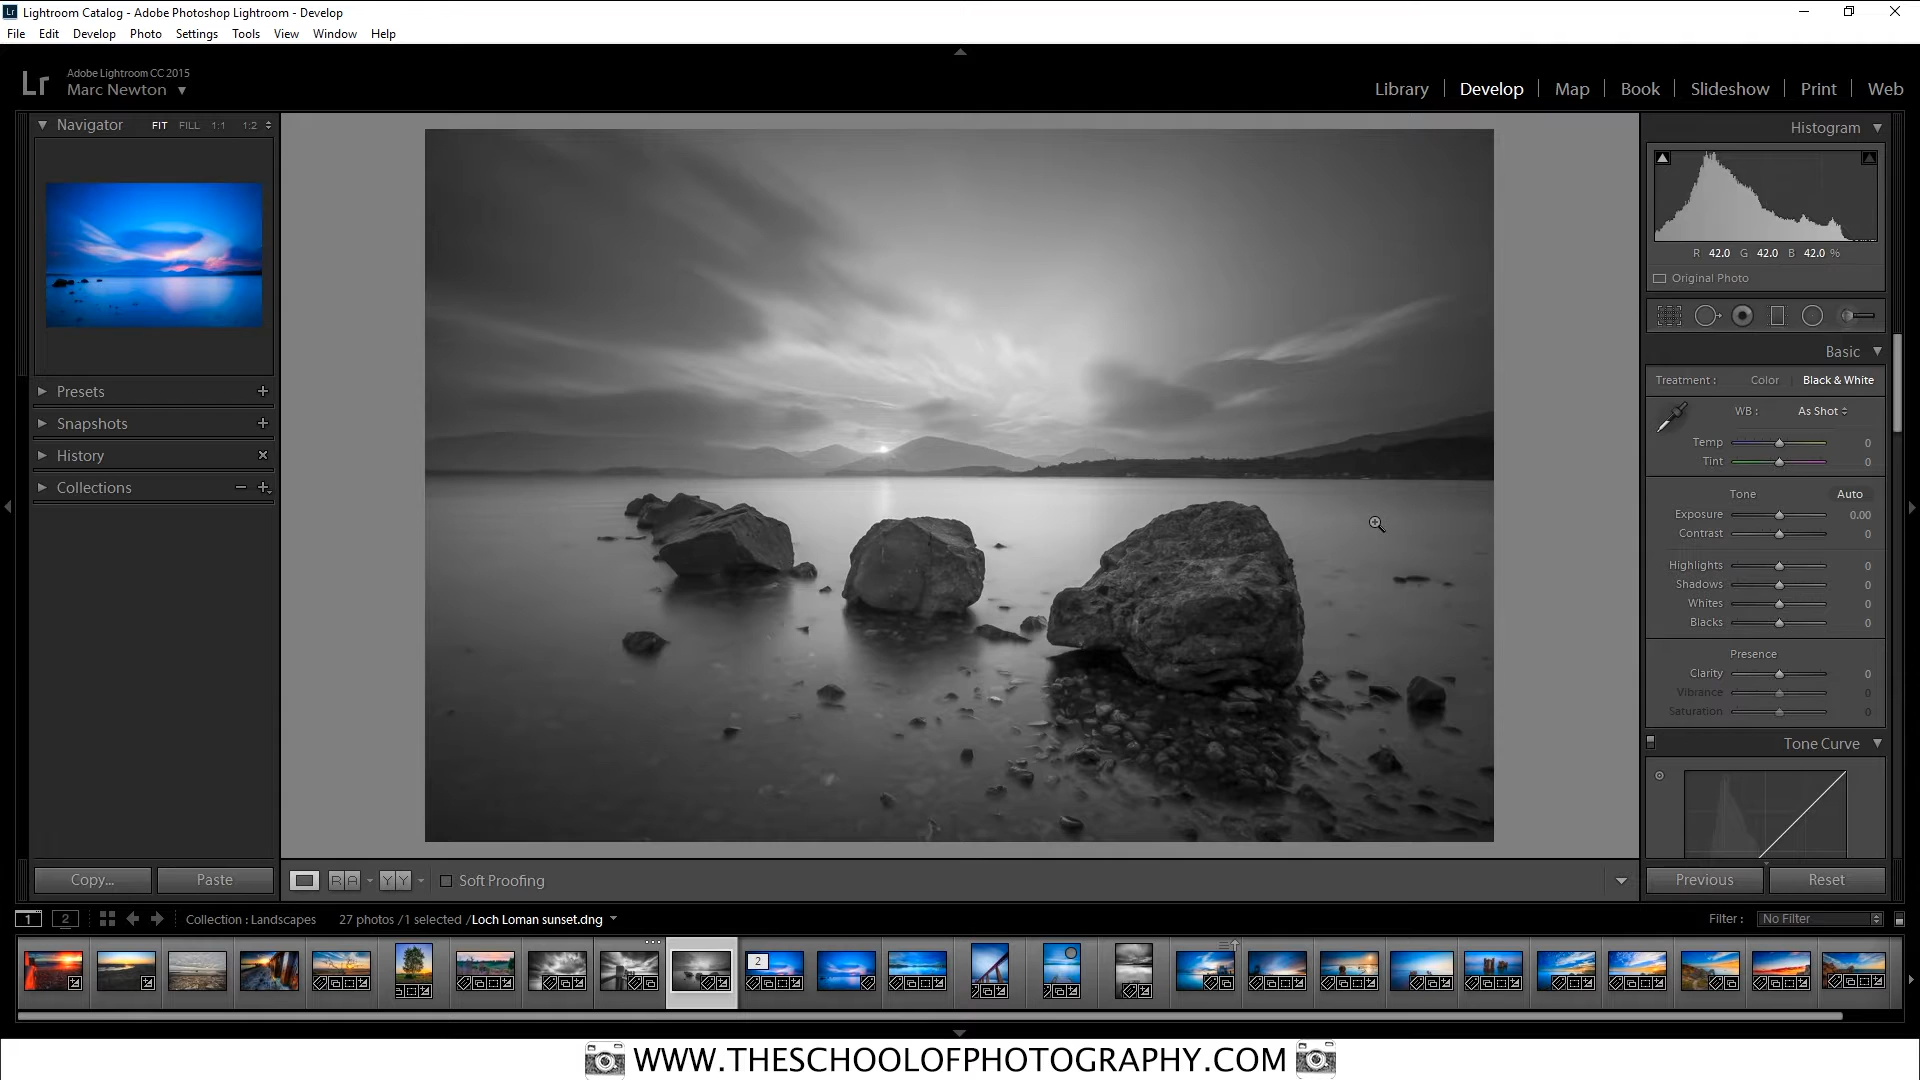 Lr Lightroom Catalog - Adobe Photoshop Lightroom - Develop
File Edit Develop Photo Settings Tools View Window Help
Lr Adobe Lightroom CC 2015
Marc Newton
Library Develop Map Book Slideshow Print Web
Navigator FIT FILL 1:1 1:2
Presets
Snapshots
History
Collections
Copy... Paste
Histogram
R 42.0 G 42.0 B 42.0 %
Original Photo
Basic
Treatment : Color Black & White
WB : As Shot
Temp 0
Tint 0
Tone Auto
Exposure 0.00
Contrast 0
Highlights 0
Shadows 0
Whites 0
Blacks 0
Presence
Clarity 0
Vibrance 0
Saturation 0
Tone Curve
Previous Reset
R A Y Y Soft Proofing
1 2 Collection : Landscapes 27 photos / 1 selected / Loch Loman sunset.dng Filter : No Filter
2
WWW.THESCHOOLOFPHOTOGRAPHY.COM